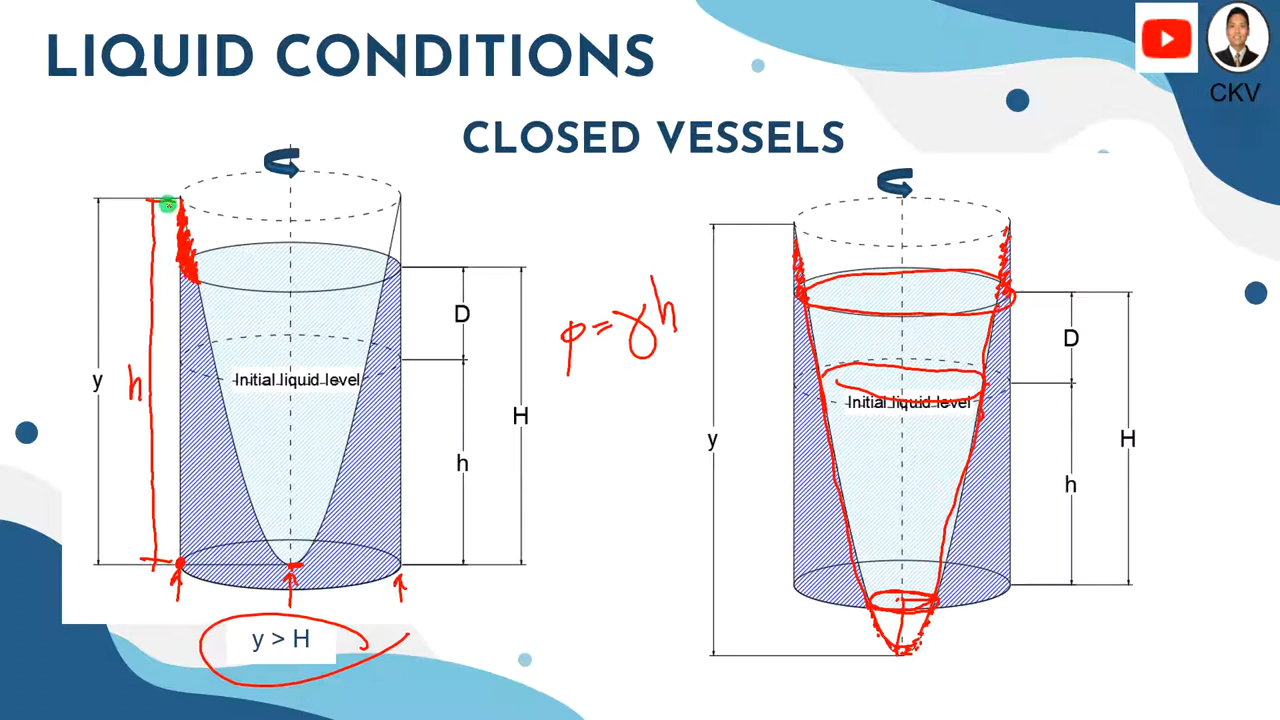 LIQUID CONDITIONS
CKV
CLOSED VESSELS
y
h
Initial liquid level
D
h
H
p = γh
y > H
y
Initial liquid level
D
h
H